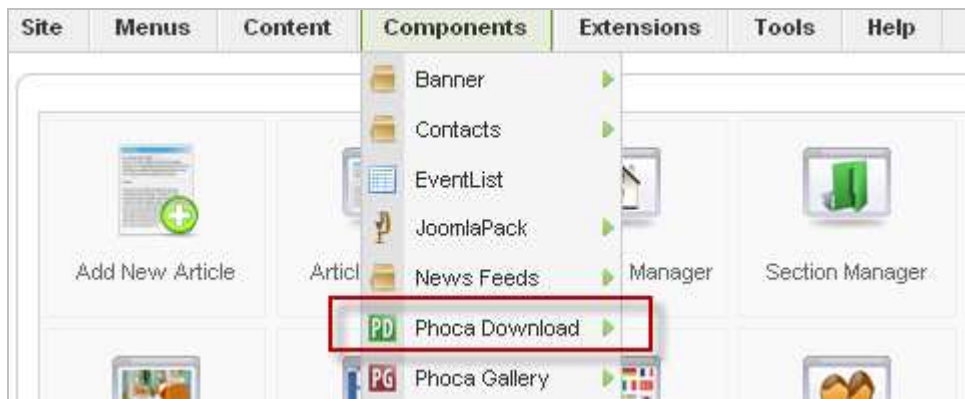 Site Menus Content Components Extensions Tools Help
Banner
Contacts
EventList
JoomlaPack
Add New Article Articl News Feeds Manager Section Manager
PD Phoca Download
PG Phoca Gallery